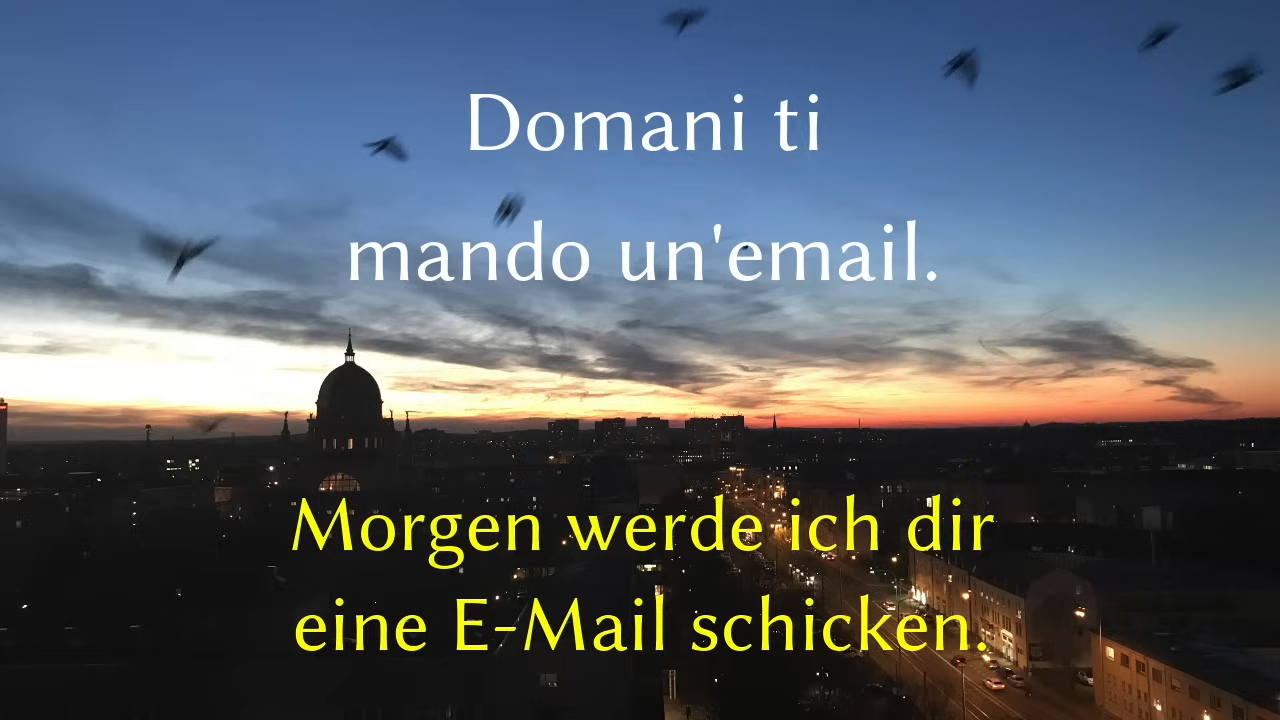 Domani ti
mando un'email.
Morgen werde ich dir
eine E-Mail schicken.